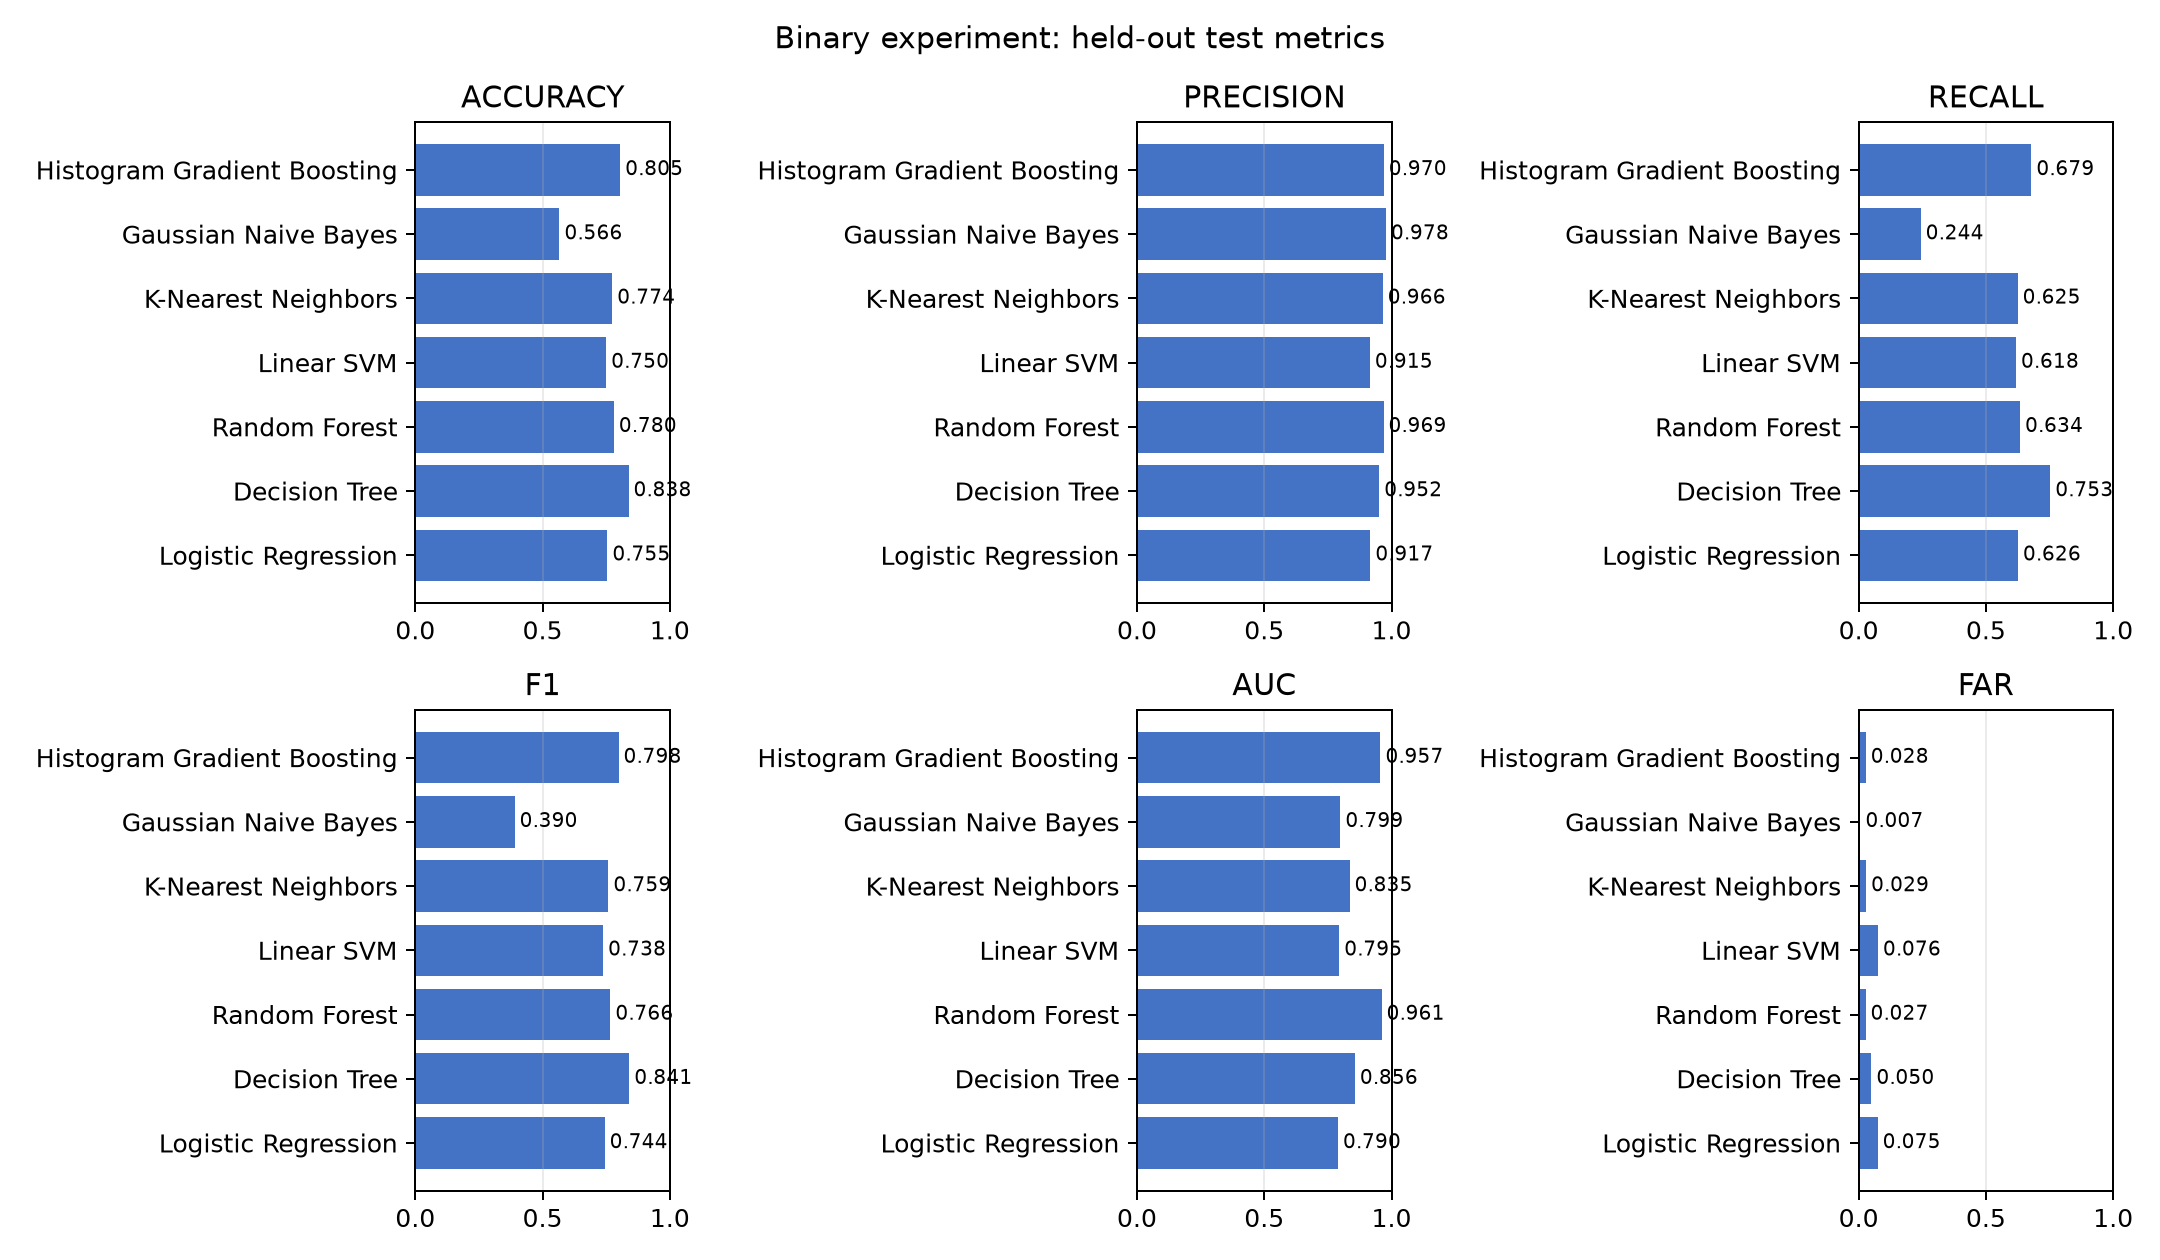 Binary experiment: held-out test metrics
ACCURACY
Histogram Gradient Boosting 0.805
Gaussian Naive Bayes 0.566
K-Nearest Neighbors 0.774
Linear SVM 0.750
Random Forest 0.780
Decision Tree 0.838
Logistic Regression 0.755
0.0 0.5 1.0
PRECISION
Histogram Gradient Boosting 0.970
Gaussian Naive Bayes 0.978
K-Nearest Neighbors 0.966
Linear SVM 0.915
Random Forest 0.969
Decision Tree 0.952
Logistic Regression 0.917
0.0 0.5 1.0
RECALL
Histogram Gradient Boosting 0.679
Gaussian Naive Bayes 0.244
K-Nearest Neighbors 0.625
Linear SVM 0.618
Random Forest 0.634
Decision Tree 0.753
Logistic Regression 0.626
0.0 0.5 1.0
F1
Histogram Gradient Boosting 0.798
Gaussian Naive Bayes 0.390
K-Nearest Neighbors 0.759
Linear SVM 0.738
Random Forest 0.766
Decision Tree 0.841
Logistic Regression 0.744
0.0 0.5 1.0
AUC
Histogram Gradient Boosting 0.957
Gaussian Naive Bayes 0.799
K-Nearest Neighbors 0.835
Linear SVM 0.795
Random Forest 0.961
Decision Tree 0.856
Logistic Regression 0.790
0.0 0.5 1.0
FAR
Histogram Gradient Boosting 0.028
Gaussian Naive Bayes 0.007
K-Nearest Neighbors 0.029
Linear SVM 0.076
Random Forest 0.027
Decision Tree 0.050
Logistic Regression 0.075
0.0 0.5 1.0